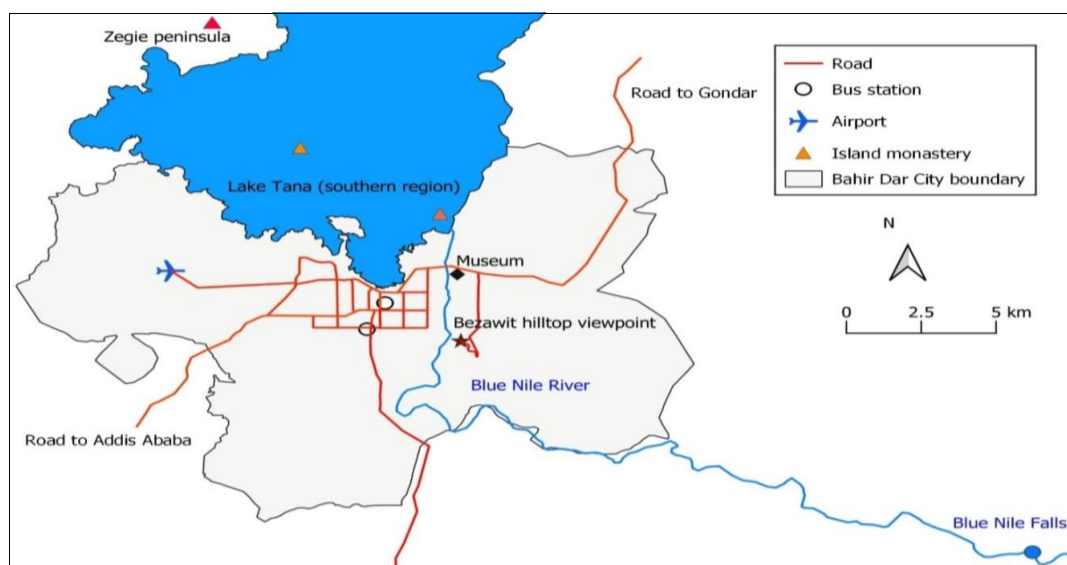 Zegie peninsula
Road to Gondar
Road
Bus station
Airport
Island monastery
Bahir Dar City boundary
Lake Tana (southern region)
N
Museum
0 2.5 5 km
Bezawit hilltop viewpoint
Blue Nile River
Road to Addis Ababa
Blue Nile Falls